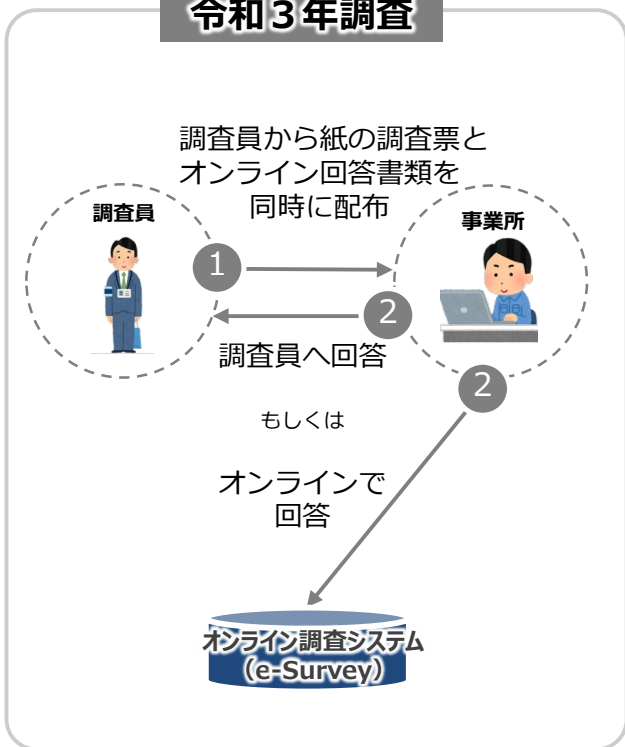 令和３年調査
調査員から紙の調査票と
オンライン回答書類を
同時に配布
調査員
事業所
1
2
調査員へ回答
2
もしくは
オンラインで
回答
オンライン調査システム
（e-Survey）